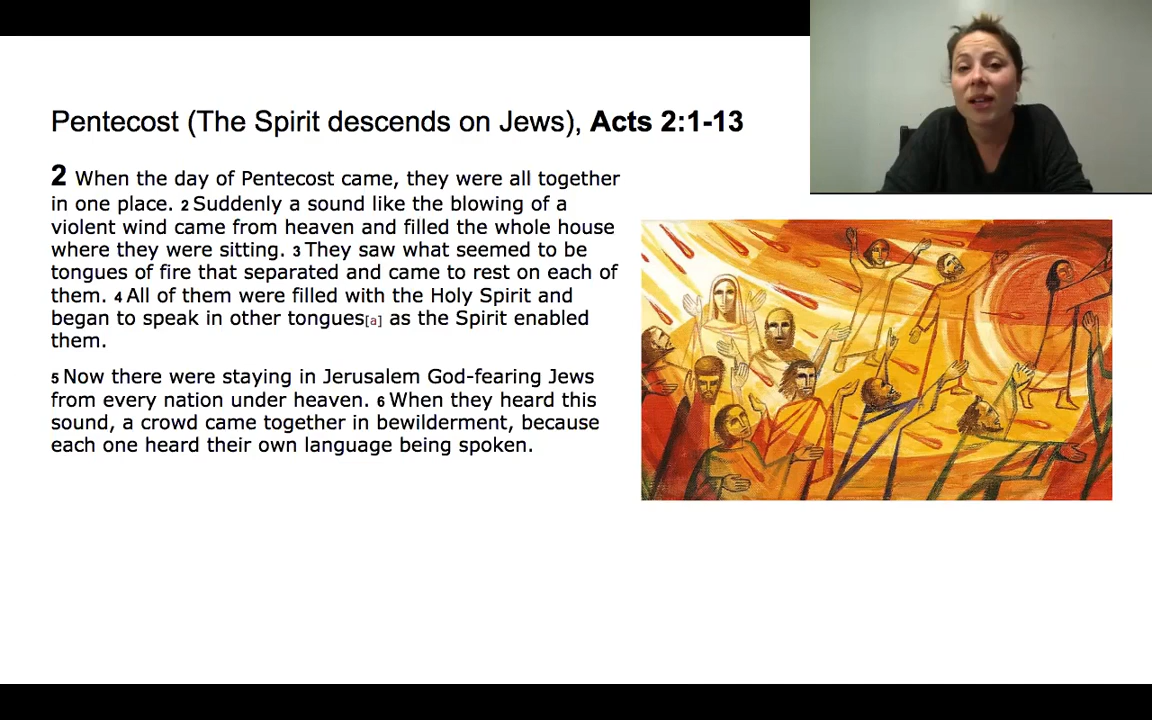 Pentecost (The Spirit descends on Jews), Acts 2:1-13
2 When the day of Pentecost came, they were all together
in one place. 2 Suddenly a sound like the blowing of a
violent wind came from heaven and filled the whole house
where they were sitting. 3 They saw what seemed to be
tongues of fire that separated and came to rest on each of
them. 4 All of them were filled with the Holy Spirit and
began to speak in other tongues[a] as the Spirit enabled
them.
5 Now there were staying in Jerusalem God-fearing Jews
from every nation under heaven. 6 When they heard this
sound, a crowd came together in bewilderment, because
each one heard their own language being spoken.